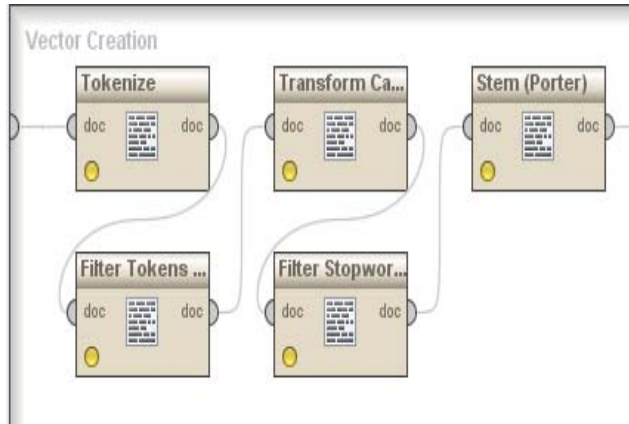 Vector Creation
Tokenize
doc doc
Transform Ca...
doc doc
Stem (Porter)
doc doc
Filter Tokens ...
doc doc
Filter Stopwor...
doc doc